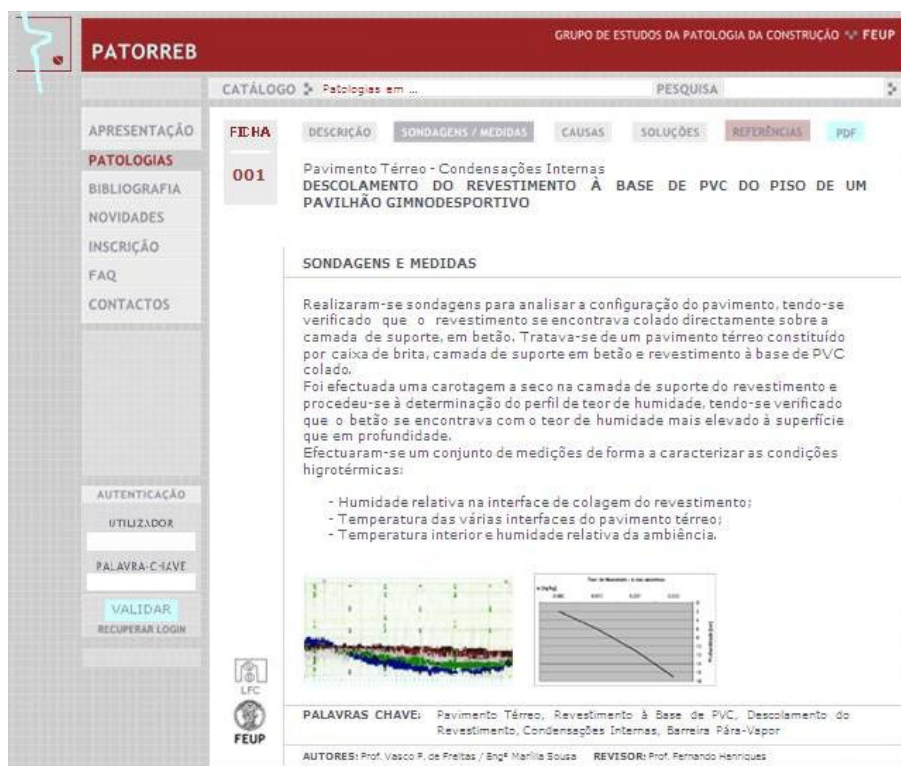 GRUPO DE ESTUDOS DA PATOLOGIA DA CONSTRUÇÃO FEUP
PATORREB
CATÁLOGO Patologias em ...
PESQUISA
APRESENTAÇÃO
PATOLOGIAS
BIBLIOGRAFIA
NOVIDADES
INSCRIÇÃO
FAQ
CONTACTOS
AUTENTICAÇÃO
UTILIZADOR
PALAVRA-CHAVE
VALIDAR
RECUPERAR LOGIN
FICHA
001
DESCRIÇÃO SONDAGENS / MEDIDAS CAUSAS SOLUÇÕES REFERÊNCIAS PDF
Pavimento Térreo - Condensações Internas
DESCOLAMENTO DO REVESTIMENTO À BASE DE PVC DO PISO DE UM
PAVILHÃO GIMNODESPORTIVO
SONDAGENS E MEDIDAS
Realizaram-se sondagens para analisar a configuração do pavimento, tendo-se
verificado que o revestimento se encontrava colado directamente sobre a
camada de suporte, em betão. Tratava-se de um pavimento térreo constituído
por caixa de brita, camada de suporte em betão e revestimento à base de PVC
colado.
Foi efectuada uma carotagem a seco na camada de suporte do revestimento e
procedeu-se à determinação do perfil de teor de humidade, tendo-se verificado
que o betão se encontrava com o teor de humidade mais elevado à superfície
que em profundidade.
Efectuaram-se um conjunto de medições de forma a caracterizar as condições
higrotérmicas:
- Humidade relativa na interface de colagem do revestimento;
- Temperatura das várias interfaces do pavimento térreo;
- Temperatura interior e humidade relativa da ambiência.
LFC
FEUP
PALAVRAS CHAVE: Pavimento Térreo, Revestimento à Base de PVC, Descolamento do
Revestimento, Condensações Internas, Barreira Pára-Vapor
AUTORES: Prof. Vasco P. de Freitas / Engª Marília Sousa REVISOR: Prof. Fernando Henriques